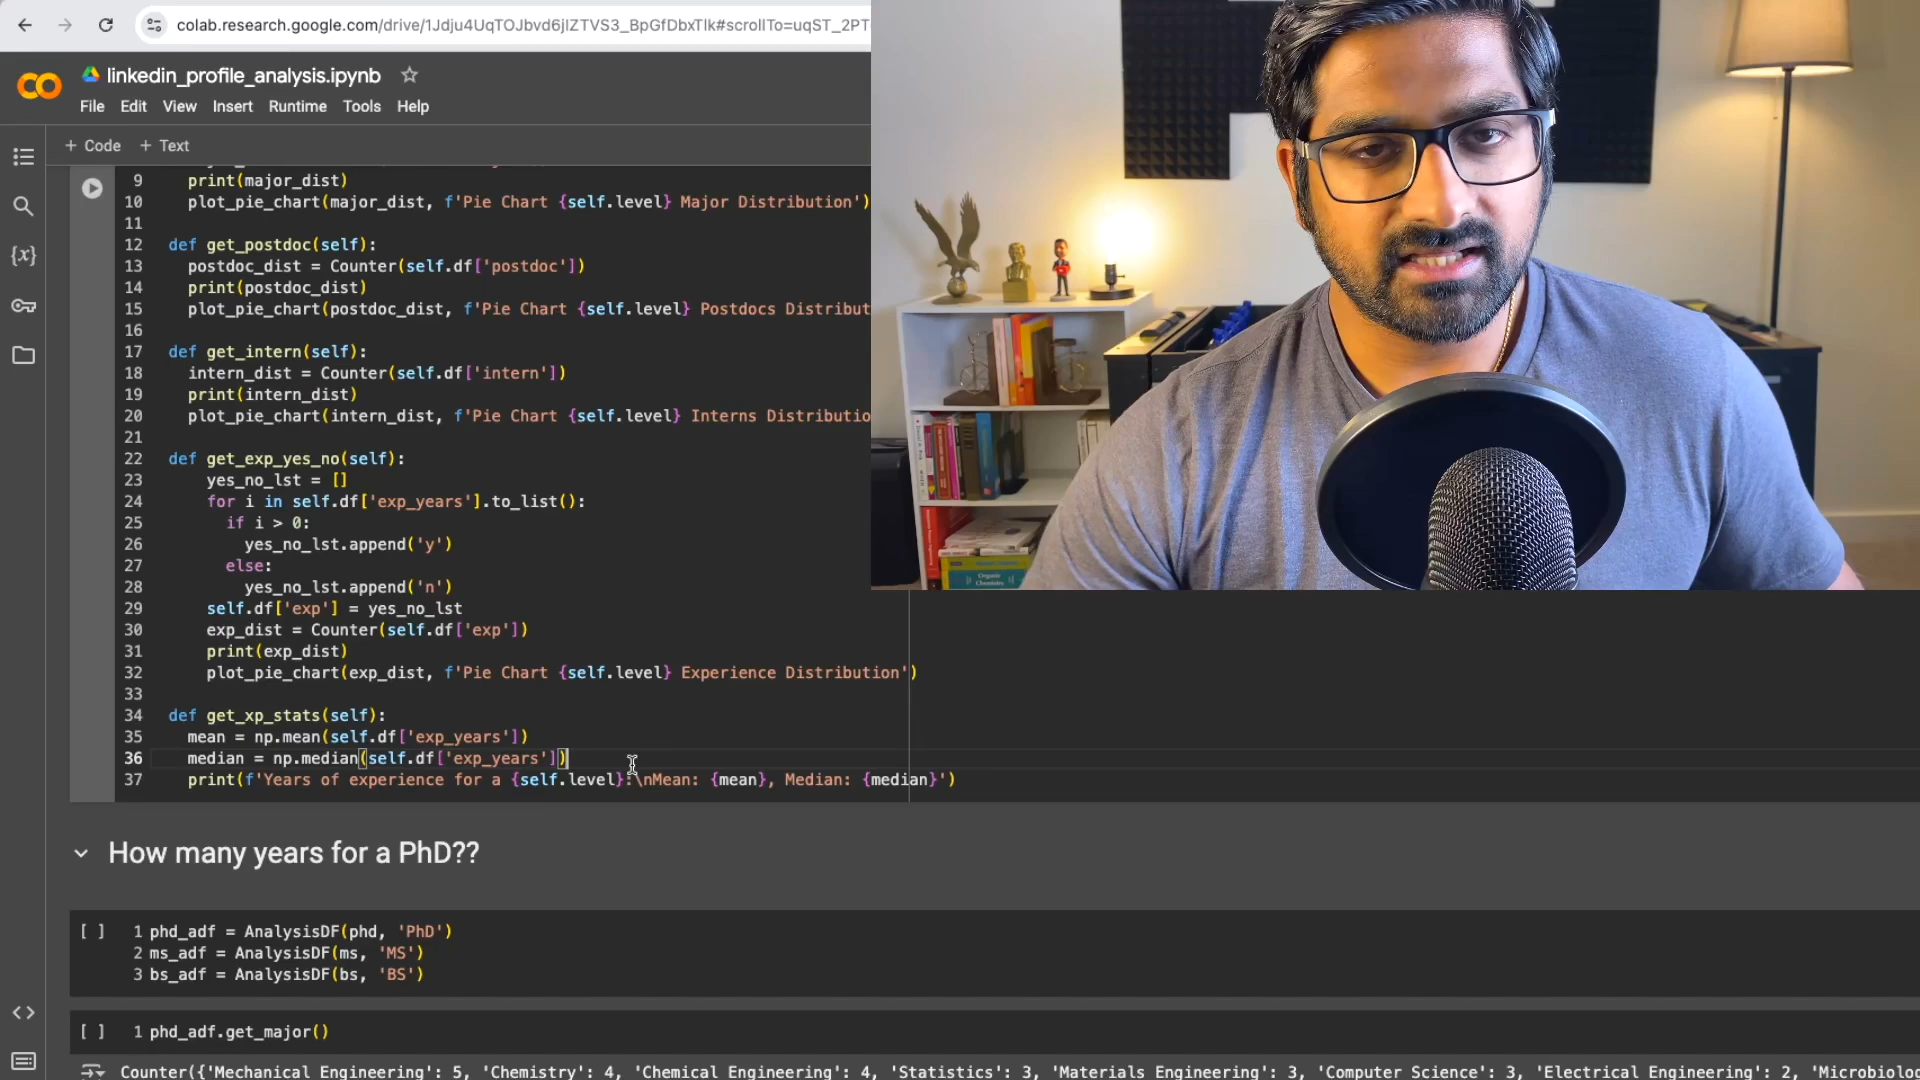 colab.research.google.com/drive/1Jdju4UqTOJbvd6jIZTVS3_BpGfDbxTlk#scrollTo=uqST_2PT
linkedin_profile_analysis.ipynb
File Edit View Insert Runtime Tools Help
+ Code + Text
9 print(major_dist)
10 plot_pie_chart(major_dist, f'Pie Chart {self.level} Major Distribution')
11
12 def get_postdoc(self):
13 postdoc_dist = Counter(self.df['postdoc'])
14 print(postdoc_dist)
15 plot_pie_chart(postdoc_dist, f'Pie Chart {self.level} Postdocs Distribut
16
17 def get_intern(self):
18 intern_dist = Counter(self.df['intern'])
19 print(intern_dist)
20 plot_pie_chart(intern_dist, f'Pie Chart {self.level} Interns Distributio
21
22 def get_exp_yes_no(self):
23 yes_no_lst = []
24 for i in self.df['exp_years'].to_list():
25 if i > 0:
26 yes_no_lst.append('y')
27 else:
28 yes_no_lst.append('n')
29 self.df['exp'] = yes_no_lst
30 exp_dist = Counter(self.df['exp'])
31 print(exp_dist)
32 plot_pie_chart(exp_dist, f'Pie Chart {self.level} Experience Distribution')
33
34 def get_xp_stats(self):
35 mean = np.mean(self.df['exp_years'])
36 median = np.median(self.df['exp_years'])
37 print(f'Years of experience for a {self.level}:\nMean: {mean}, Median: {median}')
How many years for a PhD??
[ ] 1 phd_adf = AnalysisDF(phd, 'PhD')
2 ms_adf = AnalysisDF(ms, 'MS')
3 bs_adf = AnalysisDF(bs, 'BS')
[ ] 1 phd_adf.get_major()
Counter({'Mechanical Engineering': 5, 'Chemistry': 4, 'Chemical Engineering': 4, 'Statistics': 3, 'Materials Engineering': 3, 'Computer Science': 3, 'Electrical Engineering': 2, 'Microbiolog
Organic
Chemistry